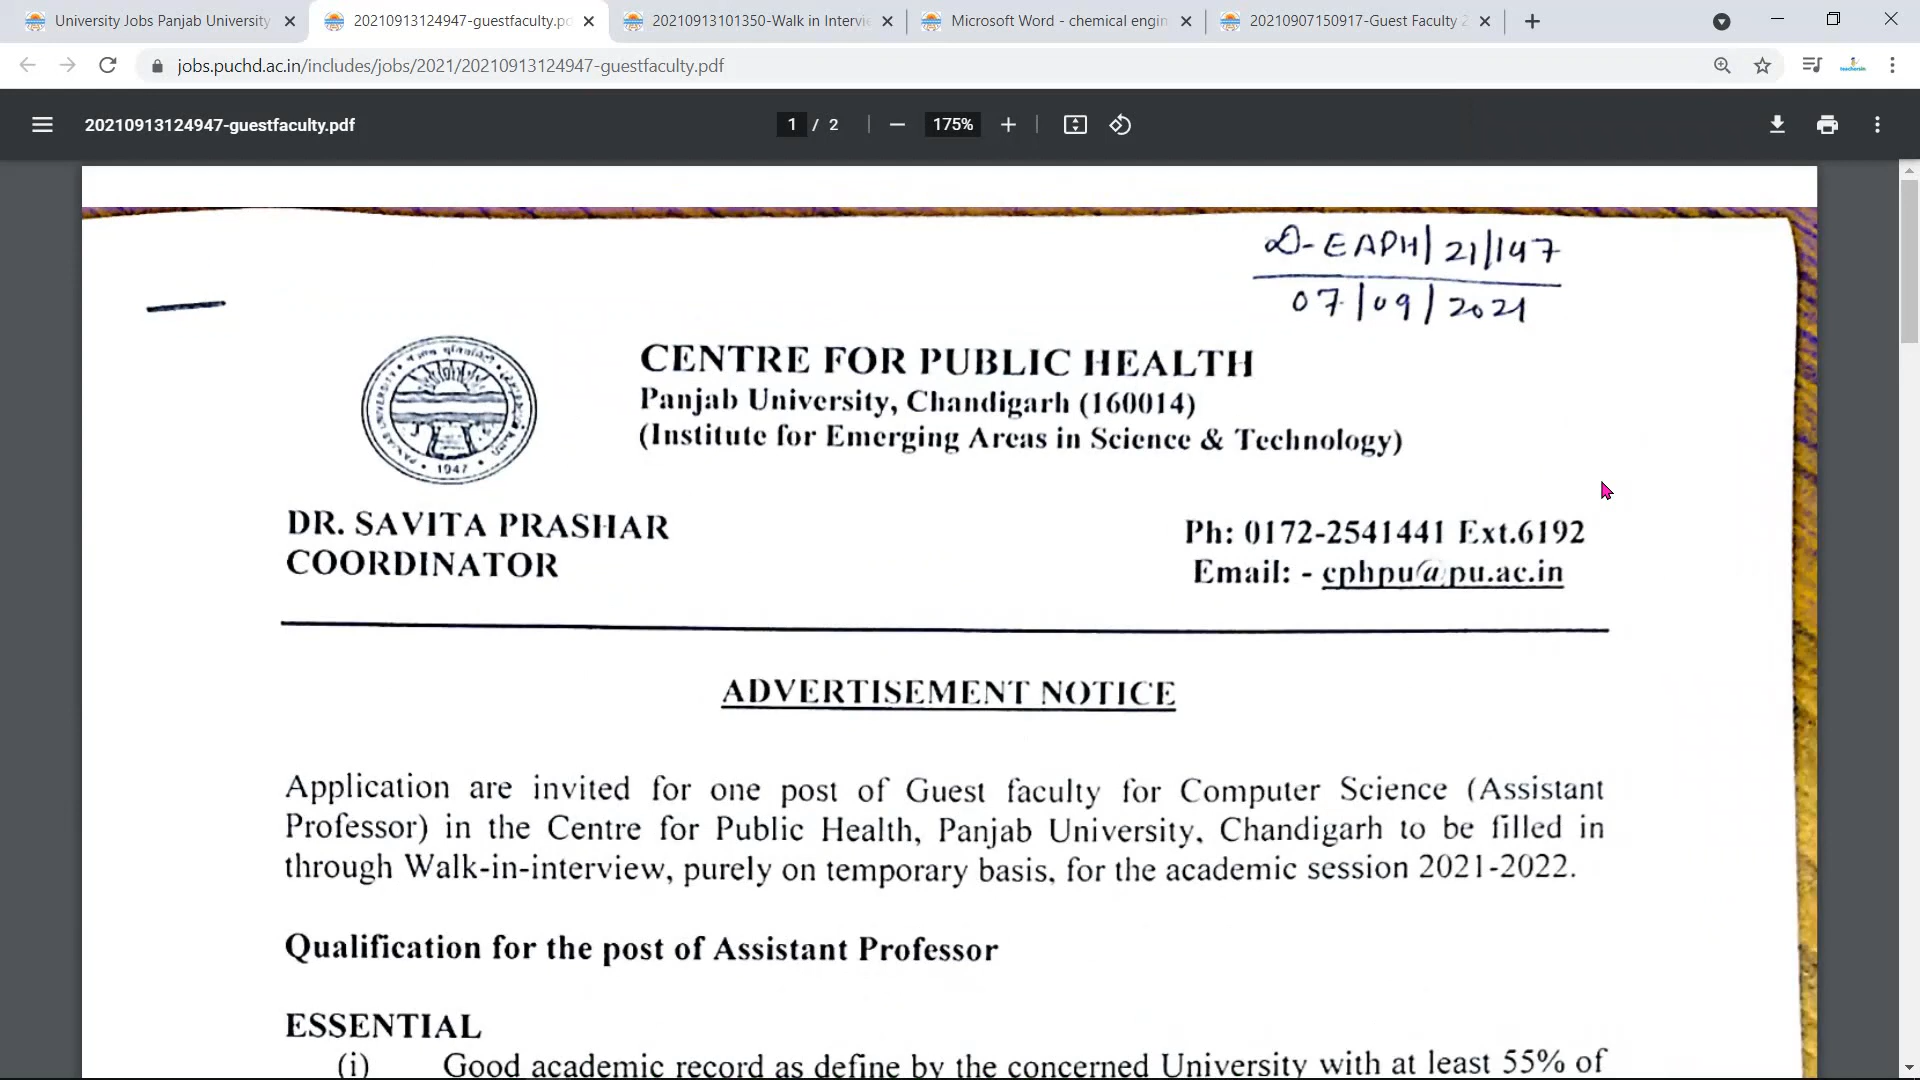 University Jobs Panjab University
20210913124947-guestfaculty.pd
20210913101350-Walk in Intervie
Microsoft Word - chemical engin
20210907150917-Guest Faculty 2
jobs.puchd.ac.in/includes/jobs/2021/20210913124947-guestfaculty.pdf
20210913124947-guestfaculty.pdf
1 / 2
175%
D-EAPH/21/147
07/09/2021
CENTRE FOR PUBLIC HEALTH
Panjab University, Chandigarh (160014)
(Institute for Emerging Areas in Science & Technology)
1947
DR. SAVITA PRASHAR
COORDINATOR
Ph: 0172-2541441 Ext.6192
Email: - cphpu@pu.ac.in
ADVERTISEMENT NOTICE
Application are invited for one post of Guest faculty for Computer Science (Assistant
Professor) in the Centre for Public Health, Panjab University, Chandigarh to be filled in
through Walk-in-interview, purely on temporary basis, for the academic session 2021-2022.
Qualification for the post of Assistant Professor
ESSENTIAL
(i) Good academic record as define by the concerned University with at least 55% of